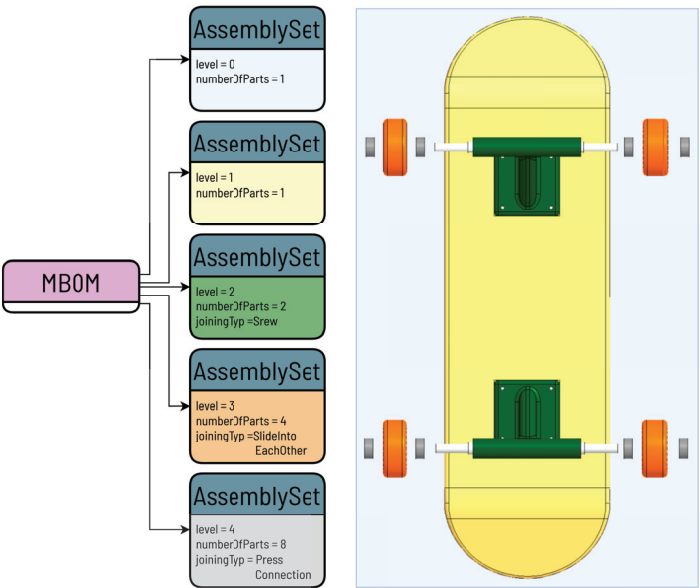 AssemblySet
level = 0
numberOfParts = 1
AssemblySet
level = 1
numberOfParts = 1
AssemblySet
level = 2
numberOfParts = 2
joiningTyp =Srew
MBOM
AssemblySet
level = 3
numberOfParts = 4
joiningTyp =SlideInto
EachOther
AssemblySet
level = 4
numberOfParts = 8
joiningTyp = Press
Connection